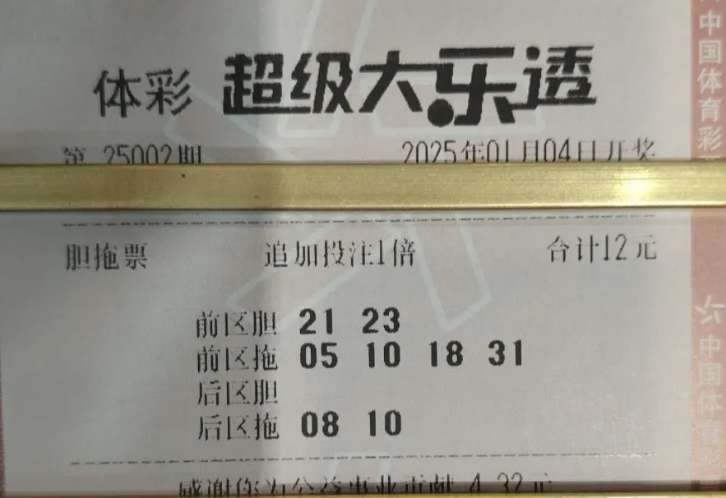 体彩 超级大乐透
第 25002期 2025年01月04日开奖
胆拖票 追加投注1倍 合计12元
前区胆 21 23
前区拖 05 10 18 31
后区胆
后区拖 08 10
感谢您为公益事业贡献 4.32元
中国体育彩
中国体育